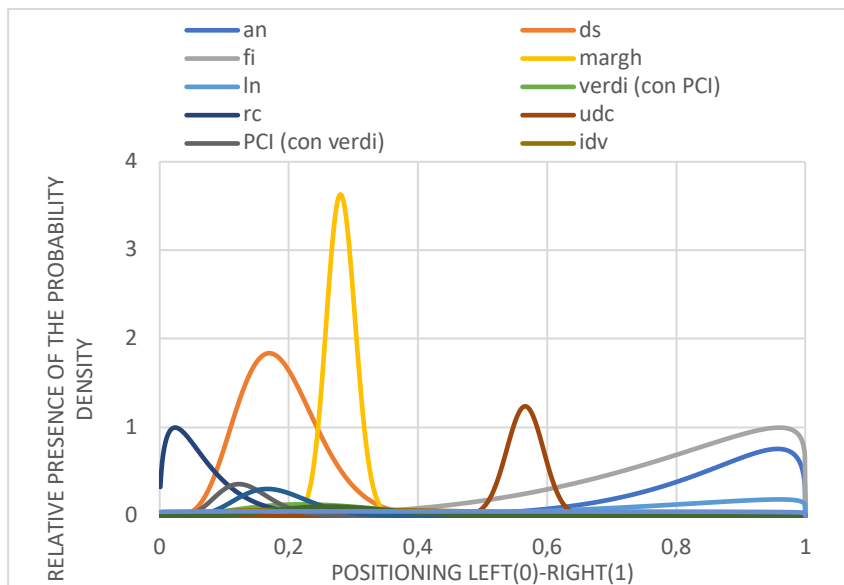 an ds
fi margh
ln verdi (con PCI)
rc udc
PCI (con verdi) idv
RELATIVE PRESENCE OF THE PROBABILITY
DENSITY
4
3
2
1
0
0 0,2 0,4 0,6 0,8 1
POSITIONING LEFT(0)-RIGHT(1)